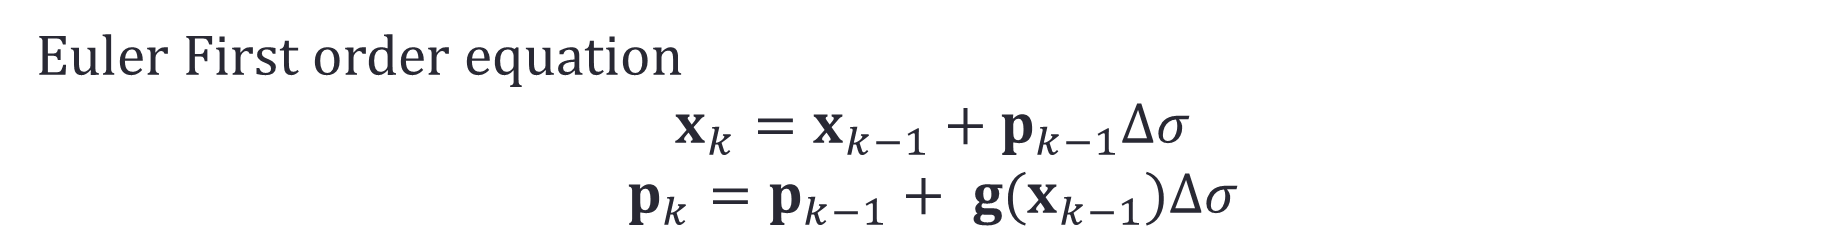 Euler First order equation
𝐱ₖ = 𝐱ₖ₋₁ + 𝐩ₖ₋₁Δσ
𝐩ₖ = 𝐩ₖ₋₁ + 𝐠(𝐱ₖ₋₁)Δσ